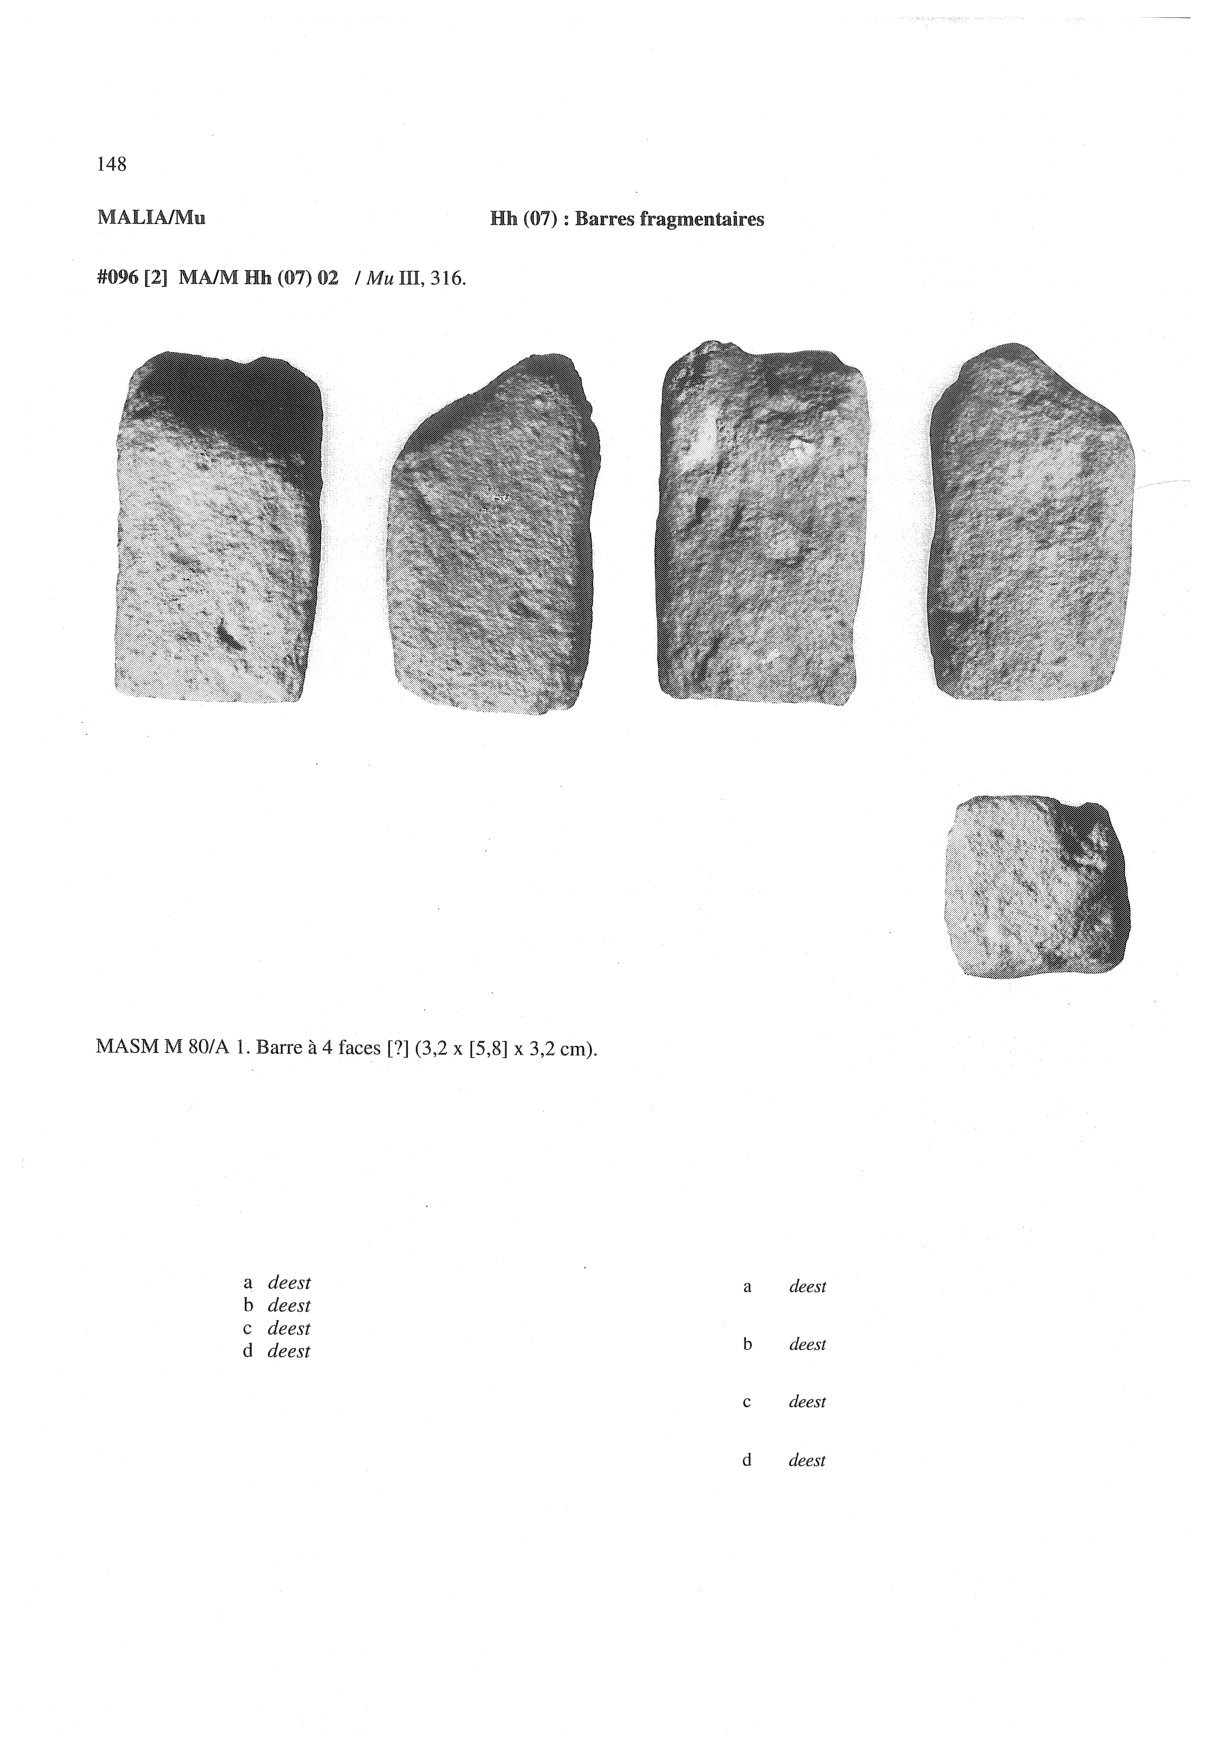 148
MALIA/Mu Hh (07) : Barres fragmentaires
#096 [2] MA/M Hh (07) 02 / Mu III, 316.
MASM M 80/A 1. Barre à 4 faces [?] (3,2 x [5,8] x 3,2 cm).
a deest
b deest
c deest
d deest
a deest
b deest
c deest
d deest